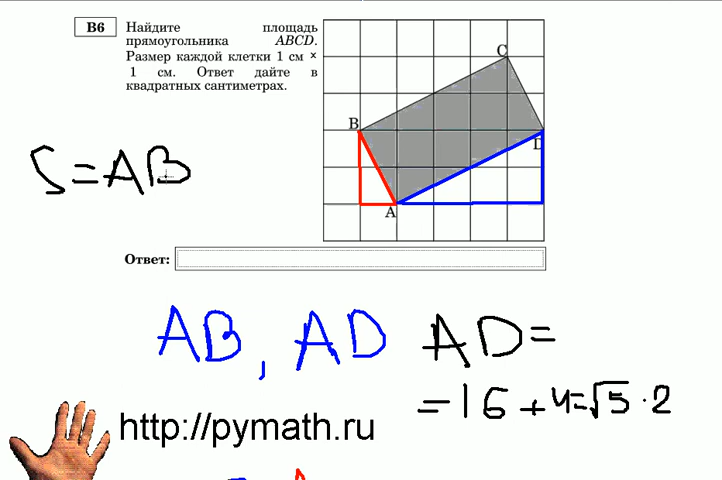 B6
Найдите площадь
прямоугольника ABCD.
Размер каждой клетки 1 см ×
1 см. Ответ дайте в
квадратных сантиметрах.
C
B
D
A
S=AB
Ответ:
AB, AD
AD=
=16+4=√5·2
http://pymath.ru